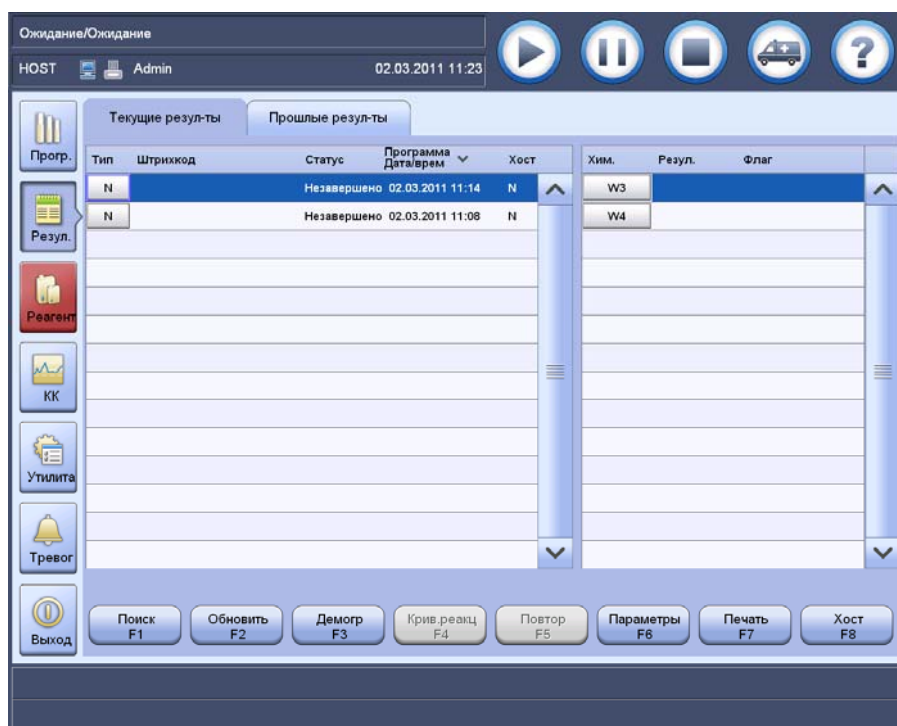 Ожидание/Ожидание
HOST Admin 02.03.2011 11:23
?
Текущие резул-ты Прошлые резул-ты
Прогр.
Резул.
Реагент
КК
Утилита
Тревог
Выход
Тип Штрихкод Статус Программа Дата/врем Хост
N Незавершено 02.03.2011 11:14 N
N Незавершено 02.03.2011 11:08 N
Хим. Резул. Флаг
W3
W4
Поиск F1
Обновить F2
Демогр F3
Крив.реакц F4
Повтор F5
Параметры F6
Печать F7
Хост F8